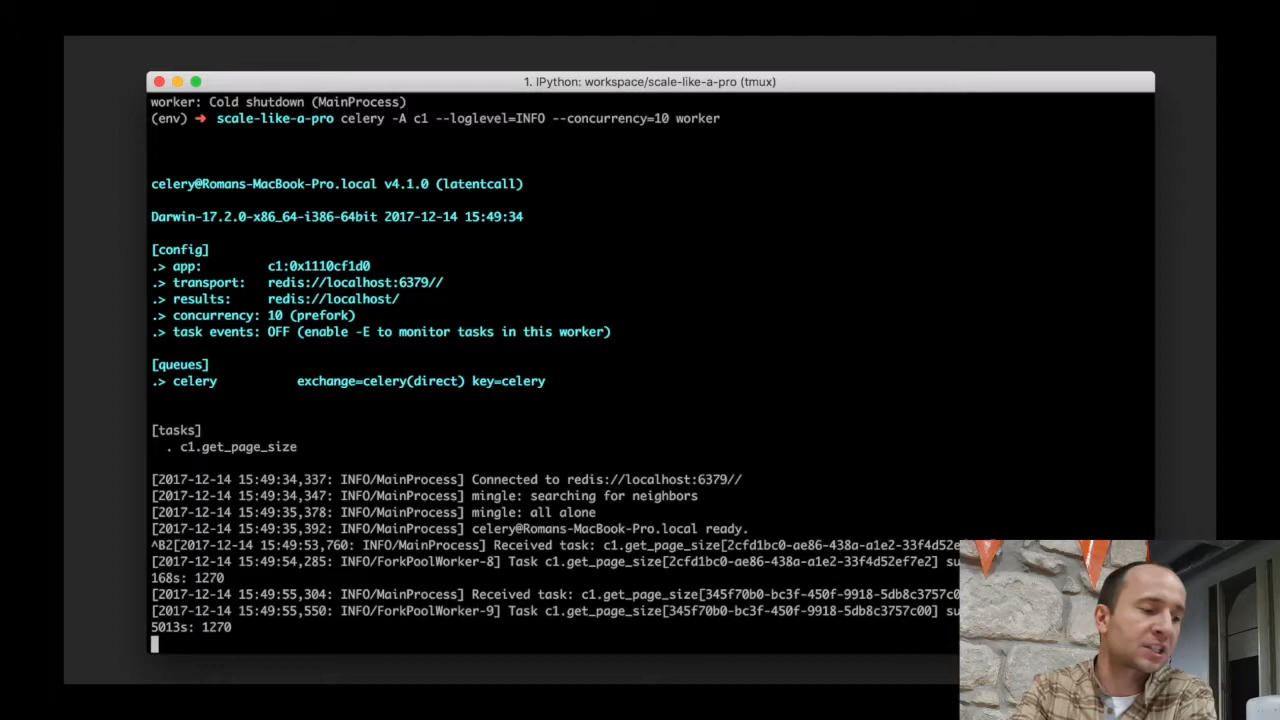 1. IPython: workspace/scale-like-a-pro (tmux)
worker: Cold shutdown (MainProcess)
(env) ➜ scale-like-a-pro celery -A c1 --loglevel=INFO --concurrency=10 worker
celery@Romans-MacBook-Pro.local v4.1.0 (latentcall)
Darwin-17.2.0-x86_64-i386-64bit 2017-12-14 15:49:34
[config]
.> app: c1:0x1110cf1d0
.> transport: redis://localhost:6379//
.> results: redis://localhost/
.> concurrency: 10 (prefork)
.> task events: OFF (enable -E to monitor tasks in this worker)
[queues]
.> celery exchange=celery(direct) key=celery
[tasks]
. c1.get_page_size
[2017-12-14 15:49:34,337: INFO/MainProcess] Connected to redis://localhost:6379//
[2017-12-14 15:49:34,347: INFO/MainProcess] mingle: searching for neighbors
[2017-12-14 15:49:35,378: INFO/MainProcess] mingle: all alone
[2017-12-14 15:49:35,392: INFO/MainProcess] celery@Romans-MacBook-Pro.local ready.
^B2[2017-12-14 15:49:53,760: INFO/MainProcess] Received task: c1.get_page_size[2cfd1bc0-ae86-438a-a1e2-33f4d52e
[2017-12-14 15:49:54,285: INFO/ForkPoolWorker-8] Task c1.get_page_size[2cfd1bc0-ae86-438a-a1e2-33f4d52ef7e2] su
168s: 1270
[2017-12-14 15:49:55,304: INFO/MainProcess] Received task: c1.get_page_size[345f70b0-bc3f-450f-9918-5db8c3757c00
[2017-12-14 15:49:55,550: INFO/ForkPoolWorker-9] Task c1.get_page_size[345f70b0-bc3f-450f-9918-5db8c3757c00] su
5013s: 1270